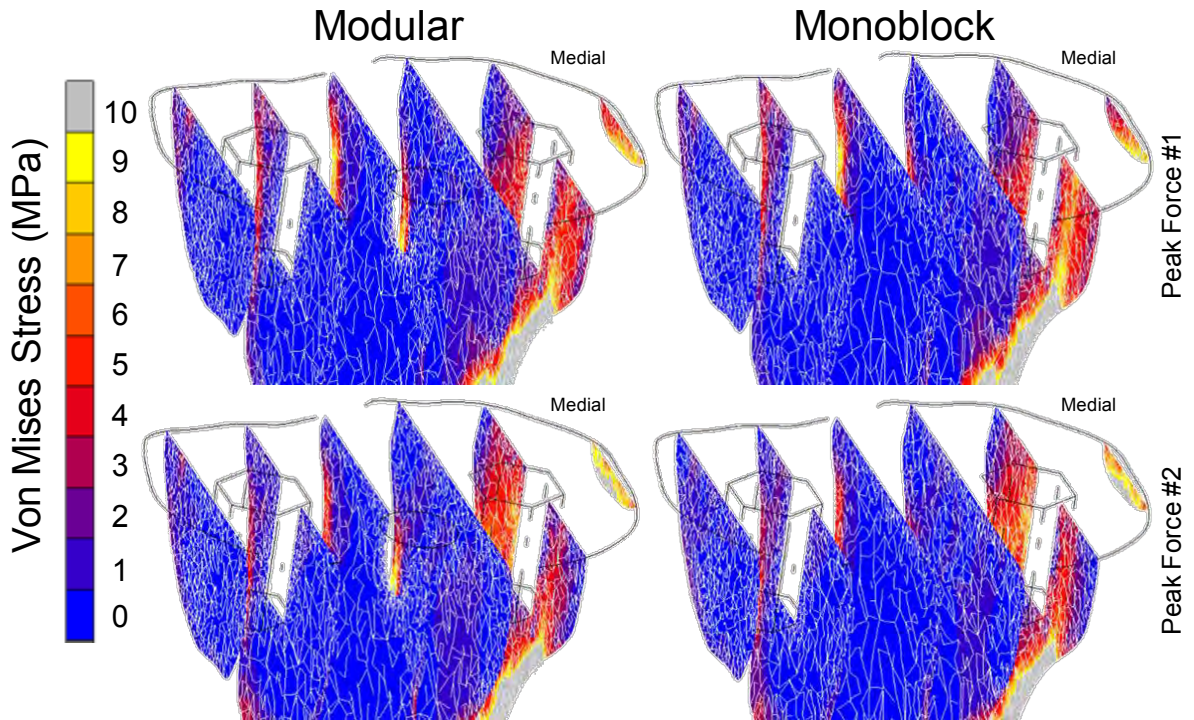 Modular
Monoblock
Medial
Medial
Von Mises Stress (MPa)
10
9
8
7
6
5
4
3
2
1
0
Peak Force #1
Medial
Medial
Peak Force #2